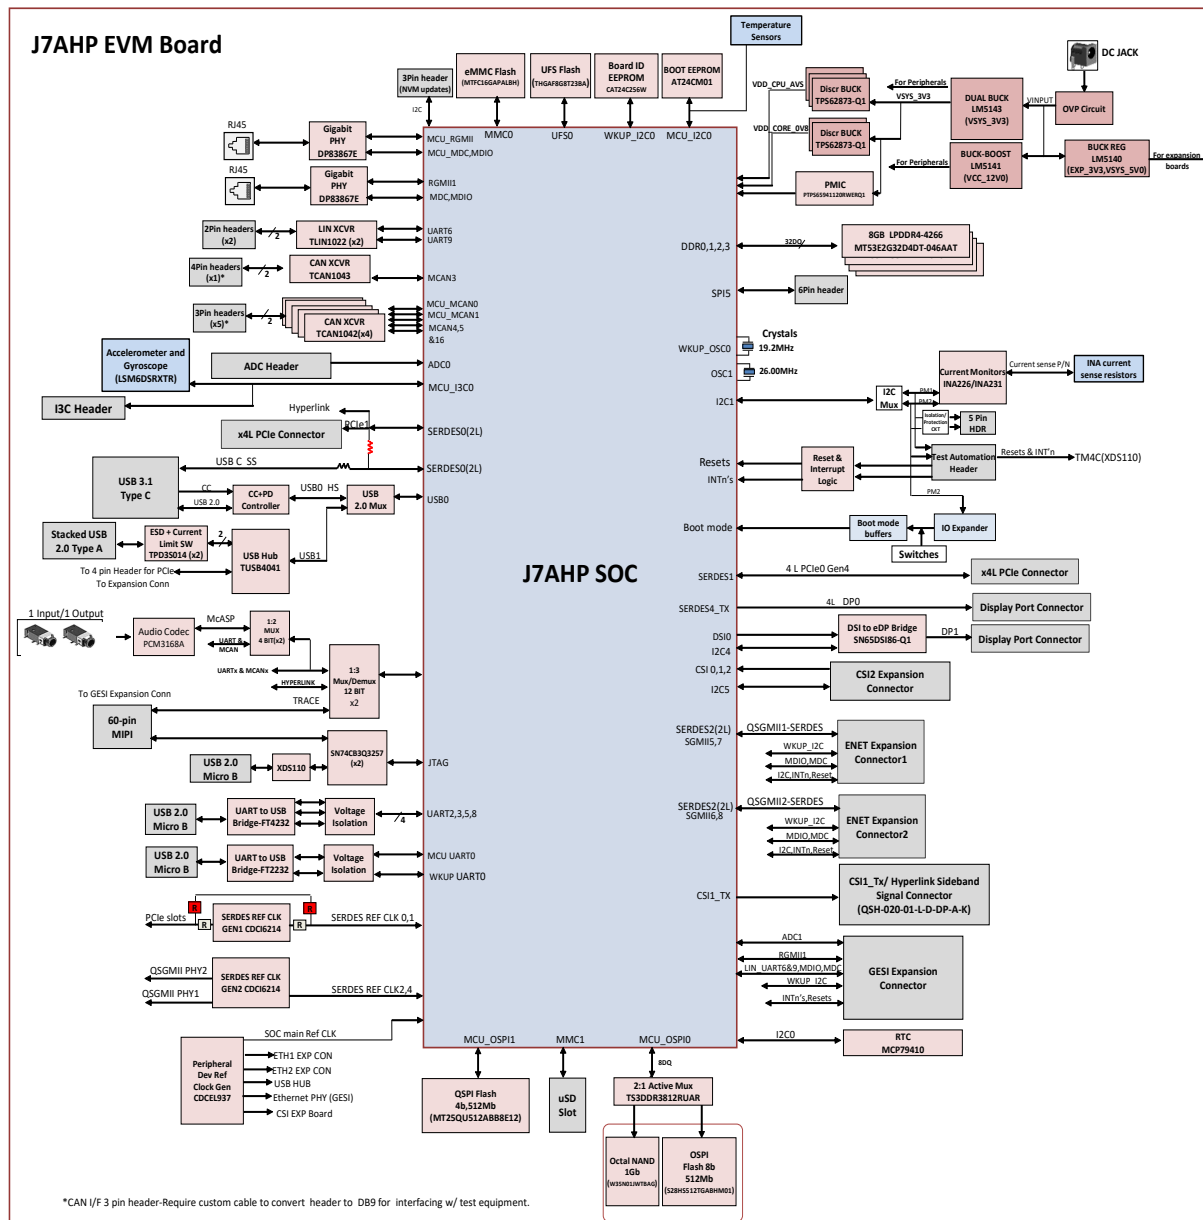 J7AHP EVM Board
Temperature
Sensors
DC JACK
3Pin header
(NVM updates)
I2C
eMMC Flash
(MTFC16GAPALBH)
UFS Flash
(THGAF8G8T23BA)
Board ID
EEPROM
CAT24C256W
BOOT EEPROM
AT24CM01
VDD_CPU_AVS
Discr BUCK
TPS62873-Q1
VDD_CORE_0V8
Discr BUCK
TPS62873-Q1
PMIC
PTPS65941120RWERQ1
For Peripherals
VSYS_3V3
DUAL BUCK
LM5143
(VSYS_3V3)
VINPUT
OVP Circuit
For Peripherals
BUCK-BOOST
LM5141
(VCC_12V0)
BUCK REG
LM5140
(EXP_3V3,VSYS_5V0)
For expansion
boards
MMC0
UFS0
WKUP_I2C0
MCU_I2C0
RJ45
Gigabit
PHY
DP83867E
MCU_RGMII
MCU_MDC,MDIO
RJ45
Gigabit
PHY
DP83867E
RGMII1
MDC,MDIO
2Pin headers
(x2)
2
LIN XCVR
TLIN1022 (x2)
UART6
UART9
4Pin headers
(x1)*
2
CAN XCVR
TCAN1043
MCAN3
3Pin headers
(x5)*
2
CAN XCVR
TCAN1042(x4)
MCU_MCAN0
MCU_MCAN1
MCAN4,5
&16
Accelerometer and
Gyroscope
(LSM6DSRXTR)
ADC Header
ADC0
MCU_I3C0
I3C Header
Hyperlink
PCIe1
x4L PCIe Connector
SERDES0(2L)
USB C SS
SERDES0(2L)
USB 3.1
Type C
CC
USB 2.0
CC+PD
Controller
USB0 HS
USB
2.0 Mux
USB0
Stacked USB
2.0 Type A
ESD + Current
Limit SW
TPD3S014 (x2)
2
USB Hub
TUSB4041
USB1
To 4 pin Header for PCIe
To Expansion Conn
J7AHP SOC
DDR0,1,2,3
32DQ
8GB LPDDR4-4266
MT53E2G32D4DT-046AAT
SPI5
6Pin header
Crystals
WKUP_OSC0
19.2MHz
OSC1
26.00MHz
I2C1
I2C
Mux
PM1
PM2
Current Monitors
INA226/INA231
Current sense P/N
INA current
sense resistors
Isolation/
Protection
CKT
5 Pin
HDR
Resets
INTn's
Reset &
Interrupt
Logic
Test Automation
Header
Resets & INT'n
TM4C(XDS110)
PM2
Boot mode
Boot mode
buffers
IO Expander
Switches
SERDES1
4 L PCIe0 Gen4
x4L PCIe Connector
SERDES4_TX
4L DP0
Display Port Connector
DSI0
I2C4
DSI to eDP Bridge
SN65DSI86-Q1
DP1
Display Port Connector
CSI 0,1,2
I2C5
CSI2 Expansion
Connector
1 Input/1 Output
Audio Codec
PCM3168A
McASP
UART &
MCAN
1:2
MUX
4 BIT(x2)
UARTx & MCANx
HYPERLINK
1:3
Mux/Demux
12 BIT
x2
To GESI Expansion Conn
TRACE
60-pin
MIPI
SN74CB3Q3257
(x2)
USB 2.0
Micro B
XDS110
JTAG
USB 2.0
Micro B
UART to USB
Bridge-FT4232
Voltage
Isolation
4
UART2,3,5,8
USB 2.0
Micro B
UART to USB
Bridge-FT2232
Voltage
Isolation
MCU UART0
WKUP UART0
SERDES2(2L)
SGMII5,7
QSGMII1-SERDES
WKUP_I2C
MDIO,MDC
I2C,INTn,Reset
ENET Expansion
Connector1
SERDES2(2L)
SGMII6,8
QSGMII2-SERDES
WKUP_I2C
MDIO,MDC
I2C,INTn,Reset
ENET Expansion
Connector2
CSI1_TX
CSI1_Tx/ Hyperlink Sideband
Signal Connector
(QSH-020-01-L-D-DP-A-K)
R
R
PCIe slots
R
SERDES REF CLK
GEN1 CDCI6214
R
SERDES REF CLK 0,1
QSGMII PHY2
QSGMII PHY1
SERDES REF CLK
GEN2 CDCI6214
SERDES REF CLK2,4
ADC1
RGMII1
LIN_UART6&9,MDIO,MDC
WKUP_I2C
INTn's,Resets
GESI Expansion
Connector
SOC main Ref CLK
I2C0
RTC
MCP79410
Peripheral
Dev Ref
Clock Gen
CDCEL937
ETH1 EXP CON
ETH2 EXP CON
USB HUB
Ethernet PHY (GESI)
CSI EXP Board
MCU_OSPI1
MMC1
MCU_OSPI0
8DQ
QSPI Flash
4b,512Mb
(MT25QU512ABB8E12)
uSD
Slot
2:1 Active Mux
TS3DDR3812RUAR
Octal NAND
1Gb
(W35N01JWTBAG)
OSPI
Flash 8b
512Mb
(S28HS512TGABHM01)
*CAN I/F 3 pin header-Require custom cable to convert header to DB9 for interfacing w/ test equipment.